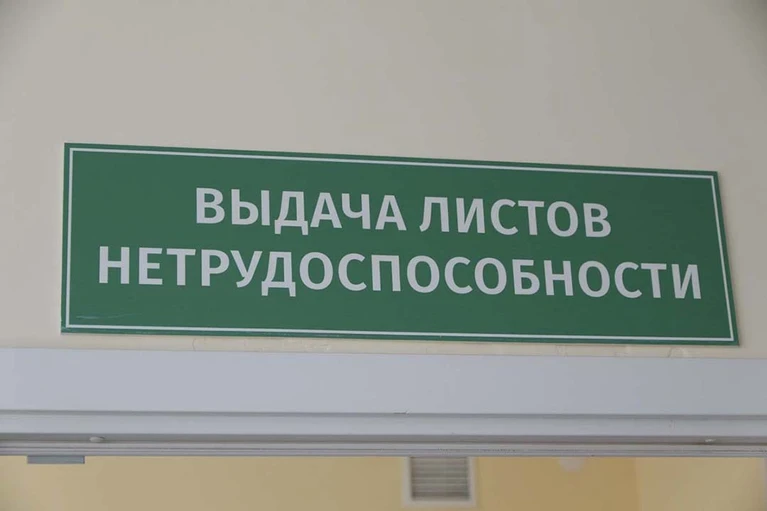 ВЫДАЧА ЛИСТОВ
НЕТРУДОСПОСОБНОСТИ